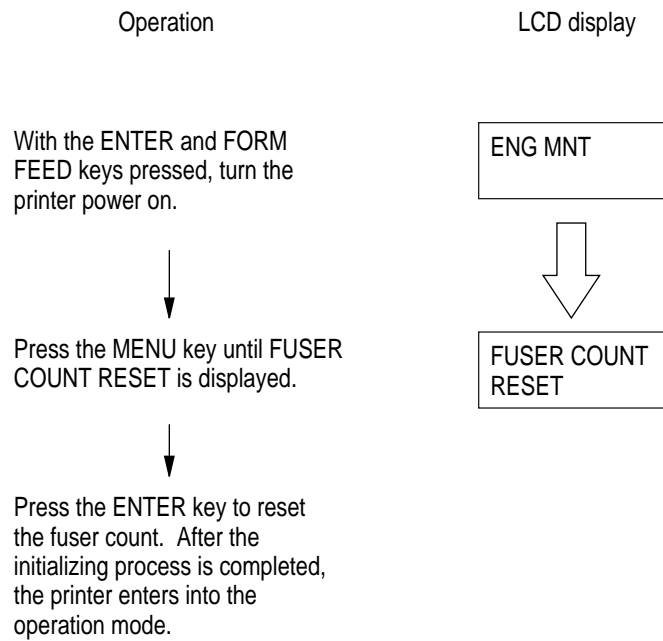 Operation
LCD display
With the ENTER and FORM
FEED keys pressed, turn the
printer power on.
ENG MNT
Press the MENU key until FUSER
COUNT RESET is displayed.
FUSER COUNT
RESET
Press the ENTER key to reset
the fuser count.  After the
initializing process is completed,
the printer enters into the
operation mode.